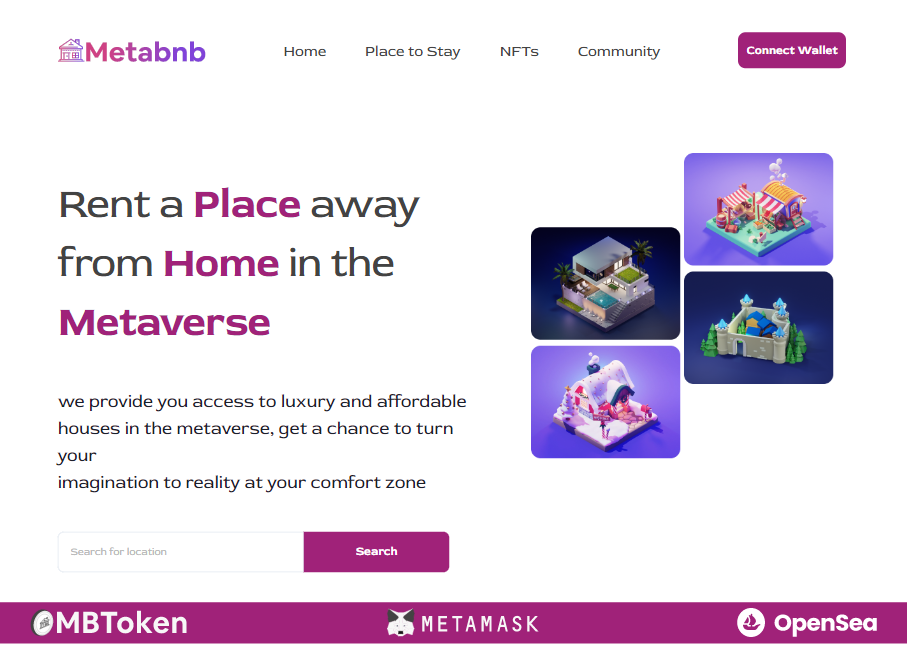 Metabnb
Home
Place to Stay
NFTs
Community
Connect Wallet
Rent a Place away
from Home in the
Metaverse
we provide you access to luxury and affordable
houses in the metaverse, get a chance to turn
your
imagination to reality at your comfort zone
Search for location
Search
MBToken
METAMASK
OpenSea